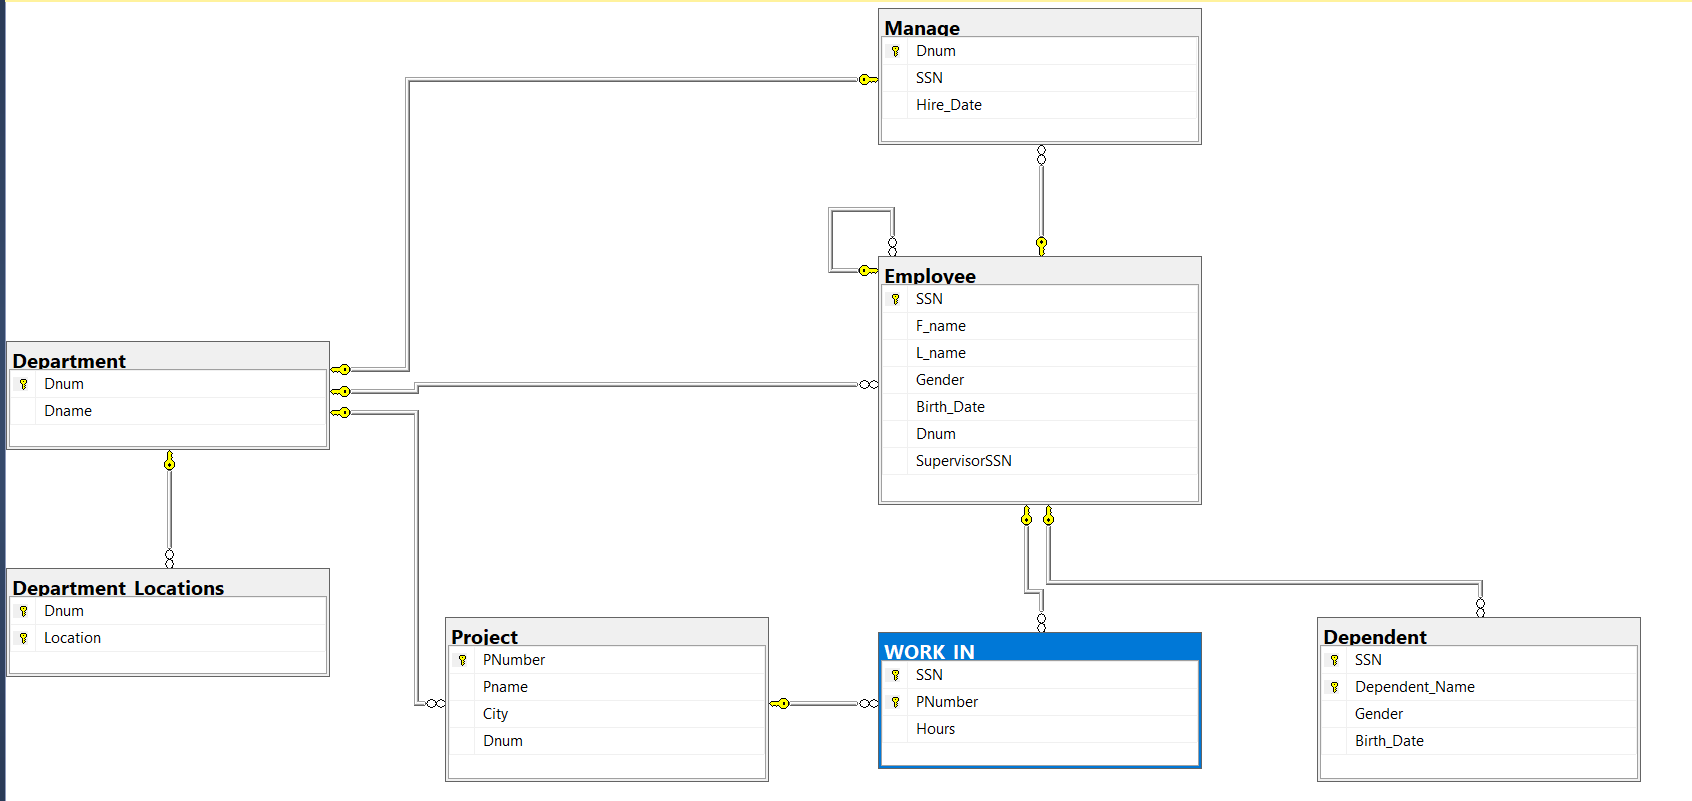 Manage
Dnum
SSN
Hire_Date
Employee
SSN
F_name
L_name
Gender
Birth_Date
Dnum
SupervisorSSN
Department
Dnum
Dname
Department_Locations
Dnum
Location
Project
PNumber
Pname
City
Dnum
WORK_IN
SSN
PNumber
Hours
Dependent
SSN
Dependent_Name
Gender
Birth_Date